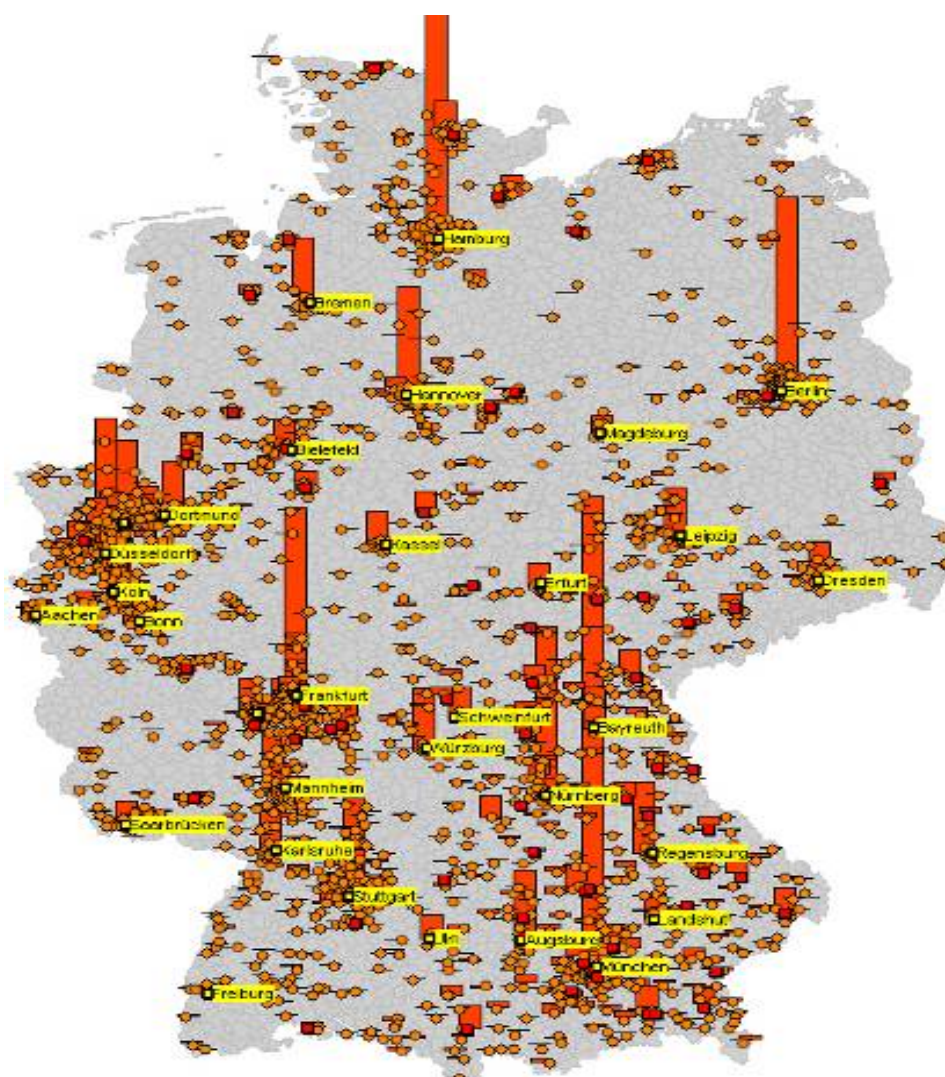 Hamburg
Bremen
Hannover
Berlin
Magdeburg
Bielefeld
Dortmund
Leipzig
Kassel
Düsseldorf
Dresden
Erfurt
Köln
Aachen
Bonn
Frankfurt
Schweinfurt
Bayreuth
Würzburg
Mannheim
Nürnberg
Saarbrücken
Karlsruhe
Regensburg
Stuttgart
Landshut
Ulm
Augsburg
München
Freiburg